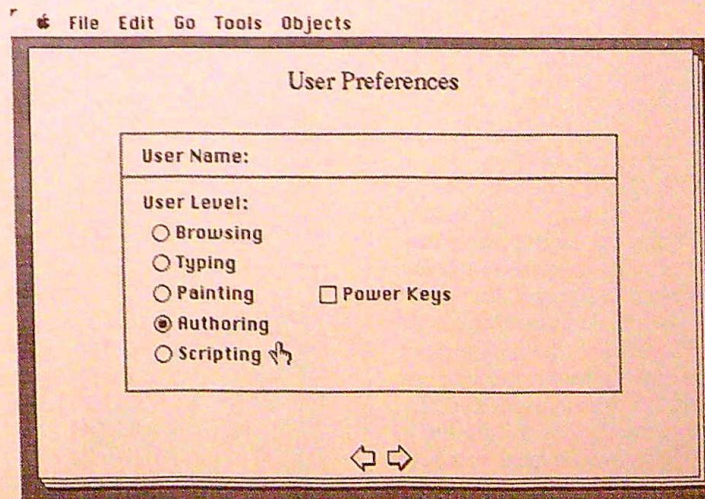 File Edit Go Tools Objects
User Preferences
User Name:
User Level:
Browsing
Typing
Painting
Power Keys
Authoring
Scripting